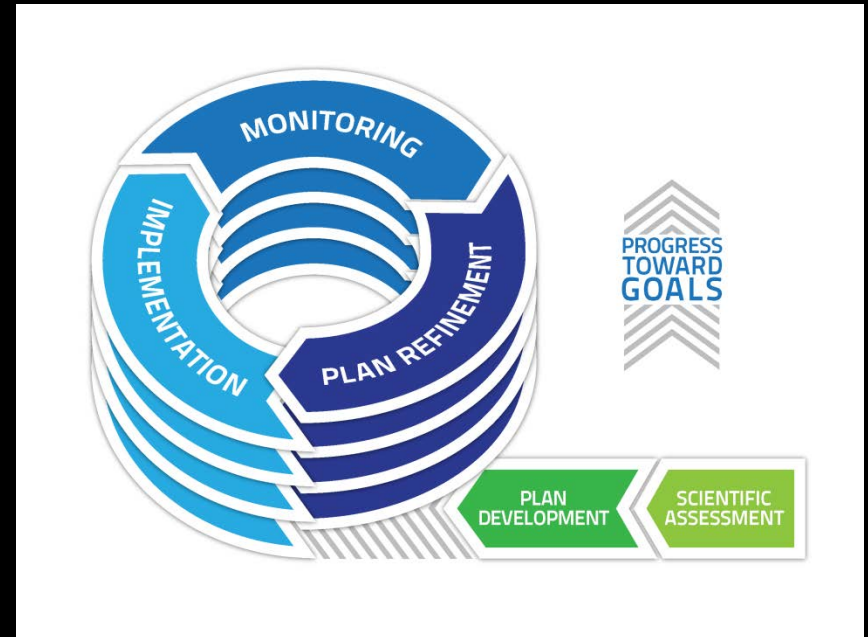 MONITORING
IMPLEMENTATION
PLAN REFINEMENT
PROGRESS
TOWARD
GOALS
PLAN
DEVELOPMENT
SCIENTIFIC
ASSESSMENT